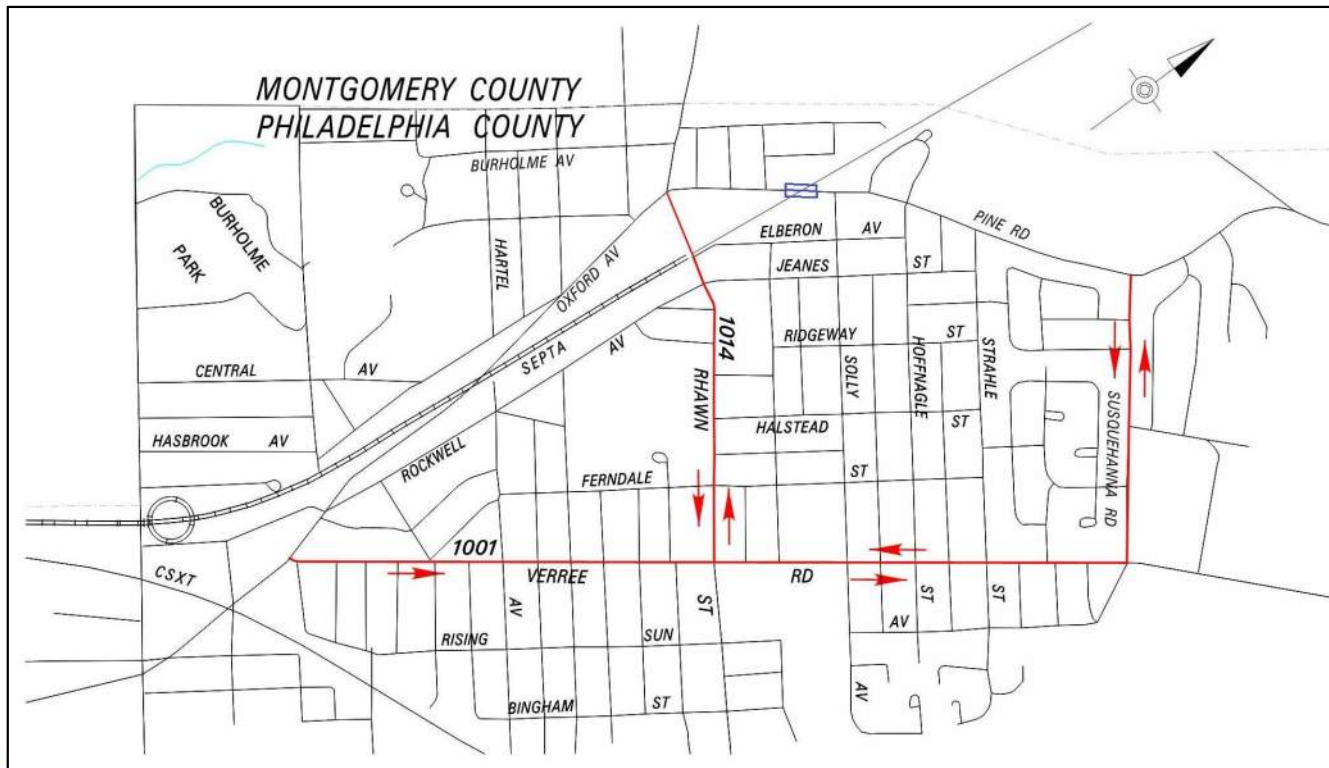 MONTGOMERY COUNTY
PHILADELPHIA COUNTY
BURHOLME AV
BURHOLME
PARK
HARTEL
OXFORD AV
ELBERON AV
PINE RD
JEANES ST
SEPTA
AV
1014
RIDGEWAY ST
CENTRAL AV
RHAWN
SOLLY
HOFFNAGLE
STRAHLE
SUSQUEHANNA RD
HASBROOK AV
HALSTEAD ST
ROCKWELL
FERNDALE ST
1001
VERREE RD
CSXT
AV
ST
ST
ST
RISING SUN AV
BINGHAM ST
AV